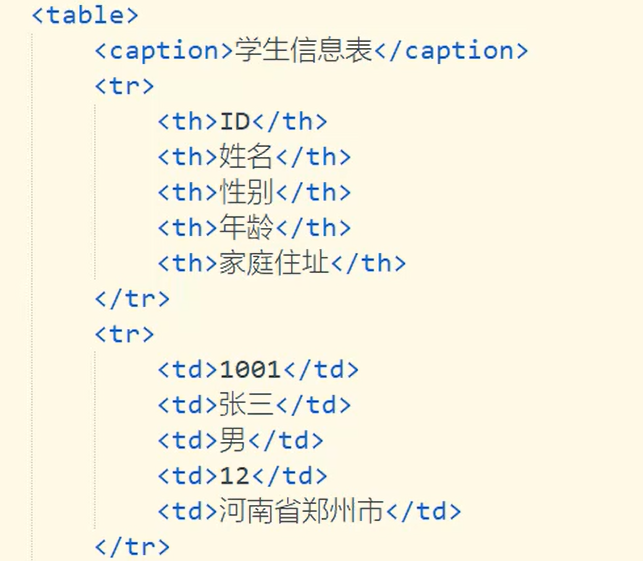 <table>
<caption>学生信息表</caption>
<tr>
<th>ID</th>
<th>姓名</th>
<th>性别</th>
<th>年龄</th>
<th>家庭住址</th>
</tr>
<tr>
<td>1001</td>
<td>张三</td>
<td>男</td>
<td>12</td>
<td>河南省郑州市</td>
</tr>